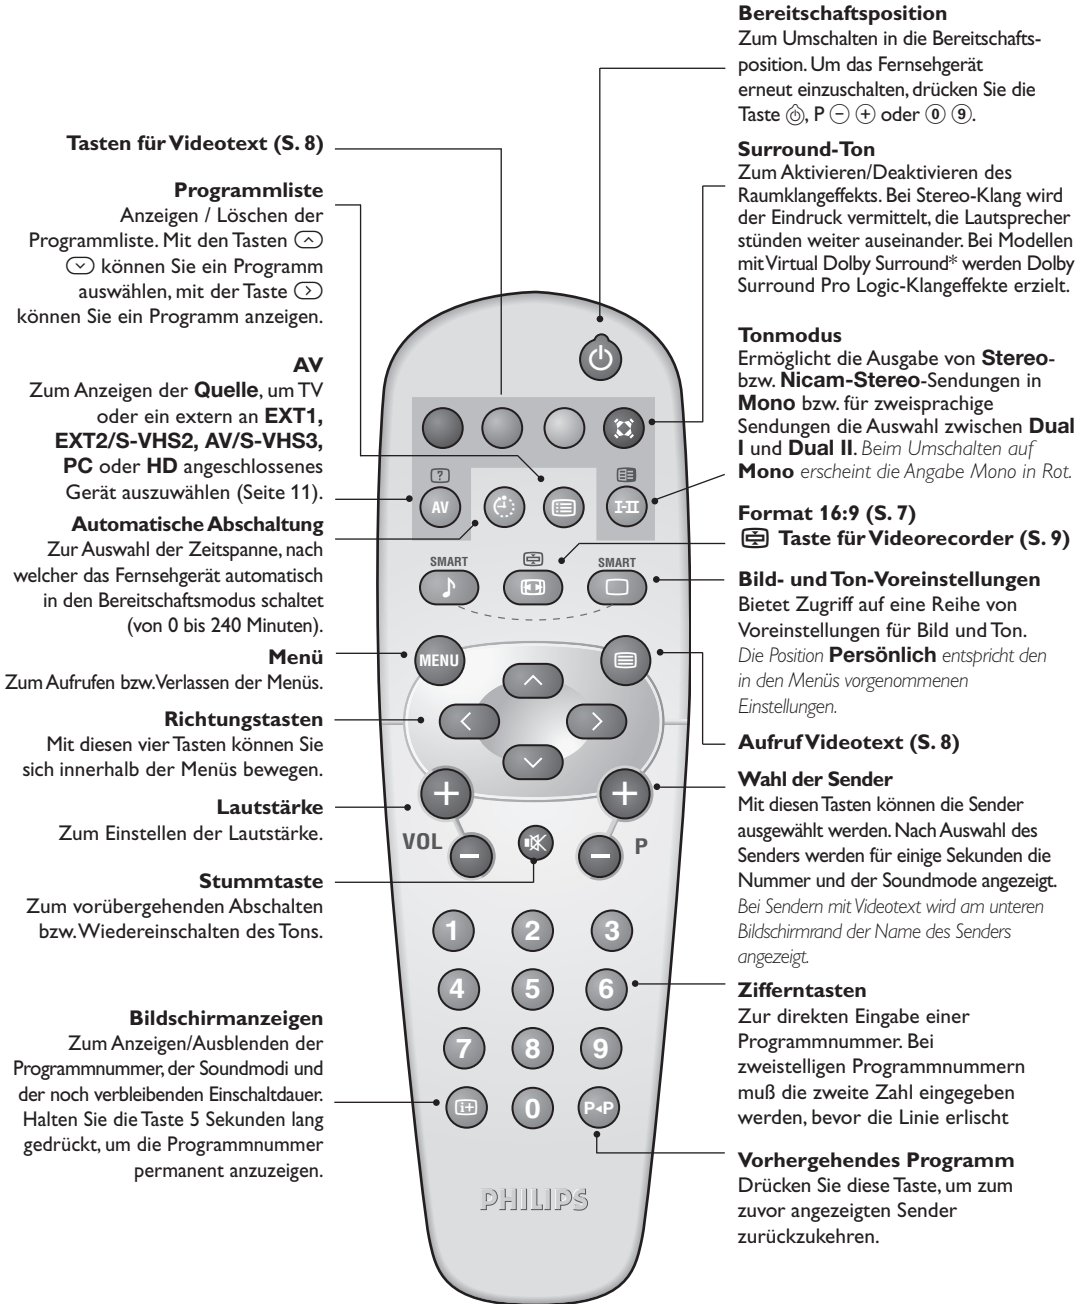 Tasten für Videotext (S. 8)
Programmliste
Anzeigen / Löschen der
Programmliste. Mit den Tasten
können Sie ein Programm
auswählen, mit der Taste
können Sie ein Programm anzeigen.
AV
Zum Anzeigen der Quelle, um TV
oder ein extern an EXT1,
EXT2/S-VHS2, AV/S-VHS3,
PC oder HD angeschlossenes
Gerät auszuwählen (Seite 11).
Automatische Abschaltung
Zur Auswahl der Zeitspanne, nach
welcher das Fernsehgerät automatisch
in den Bereitschaftsmodus schaltet
(von 0 bis 240 Minuten).
Menü
Zum Aufrufen bzw. Verlassen der Menüs.
Richtungstasten
Mit diesen vier Tasten können Sie
sich innerhalb der Menüs bewegen.
Lautstärke
Zum Einstellen der Lautstärke.
Stummtaste
Zum vorübergehenden Abschalten
bzw. Wiedereinschalten des Tons.
Bildschirmanzeigen
Zum Anzeigen/Ausblenden der
Programmnummer, der Soundmodi und
der noch verbleibenden Einschaltdauer.
Halten Sie die Taste 5 Sekunden lang
gedrückt, um die Programmnummer
permanent anzuzeigen.
?
AV
I-II
SMART
SMART
MENU
VOL
P
1 2 3
4 5 6
7 8 9
i+ 0 P◂P
PHILIPS
Bereitschaftsposition
Zum Umschalten in die Bereitschafts-
position. Um das Fernsehgerät
erneut einzuschalten, drücken Sie die
Taste , P - + oder 0 9.
Surround-Ton
Zum Aktivieren/Deaktivieren des
Raumklangeffekts. Bei Stereo-Klang wird
der Eindruck vermittelt, die Lautsprecher
stünden weiter auseinander. Bei Modellen
mit Virtual Dolby Surround* werden Dolby
Surround Pro Logic-Klangeffekte erzielt.
Tonmodus
Ermöglicht die Ausgabe von Stereo-
bzw. Nicam-Stereo-Sendungen in
Mono bzw. für zweisprachige
Sendungen die Auswahl zwischen Dual
I und Dual II. Beim Umschalten auf
Mono erscheint die Angabe Mono in Rot.
Format 16:9 (S. 7)
Taste für Videorecorder (S. 9)
Bild- und Ton-Voreinstellungen
Bietet Zugriff auf eine Reihe von
Voreinstellungen für Bild und Ton.
Die Position Persönlich entspricht den
in den Menüs vorgenommenen
Einstellungen.
Aufruf Videotext (S. 8)
Wahl der Sender
Mit diesen Tasten können die Sender
ausgewählt werden. Nach Auswahl des
Senders werden für einige Sekunden die
Nummer und der Soundmode angezeigt.
Bei Sendern mit Videotext wird am unteren
Bildschirmrand der Name des Senders
angezeigt.
Zifferntasten
Zur direkten Eingabe einer
Programmnummer. Bei
zweistelligen Programmnummern
muß die zweite Zahl eingegeben
werden, bevor die Linie erlischt
Vorhergehendes Programm
Drücken Sie diese Taste, um zum
zuvor angezeigten Sender
zurückzukehren.